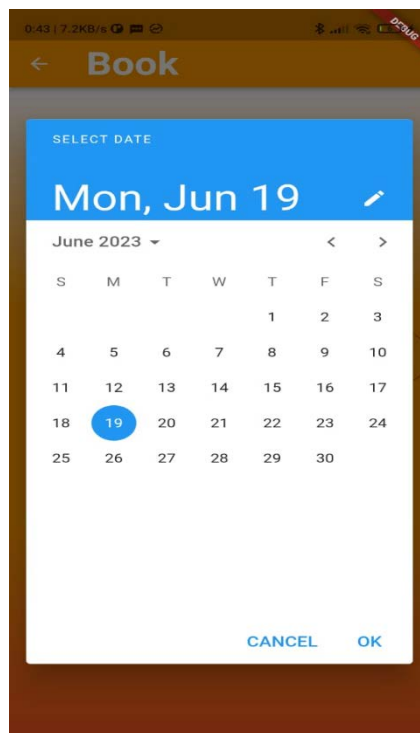 0:43 | 7.2KB/s
DEBUG
Book
SELECT DATE
Mon, Jun 19
June 2023
S M T W T F S
1 2 3
4 5 6 7 8 9 10
11 12 13 14 15 16 17
18 19 20 21 22 23 24
25 26 27 28 29 30
CANCEL OK